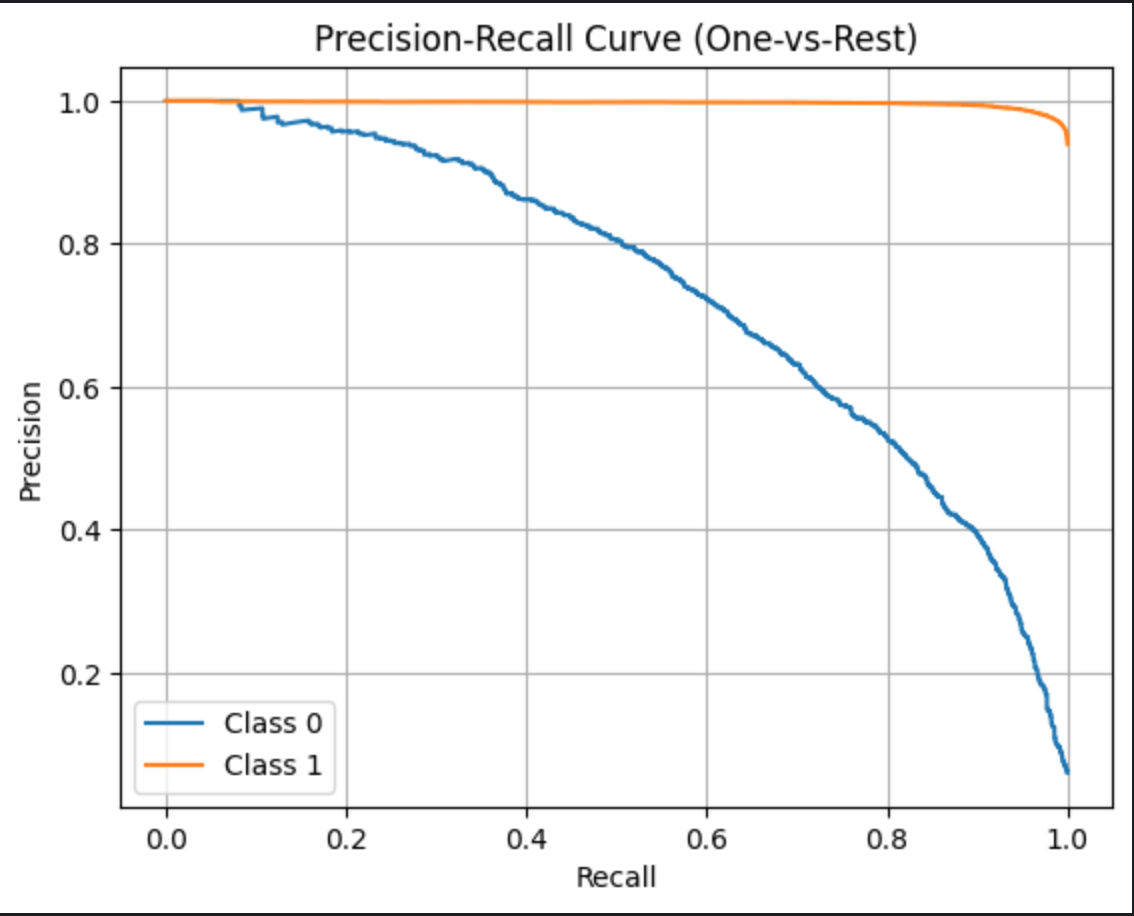 Precision-Recall Curve (One-vs-Rest)
1.0
0.8
0.6
0.4
0.2
Precision
Class 0
Class 1
0.0 0.2 0.4 0.6 0.8 1.0
Recall